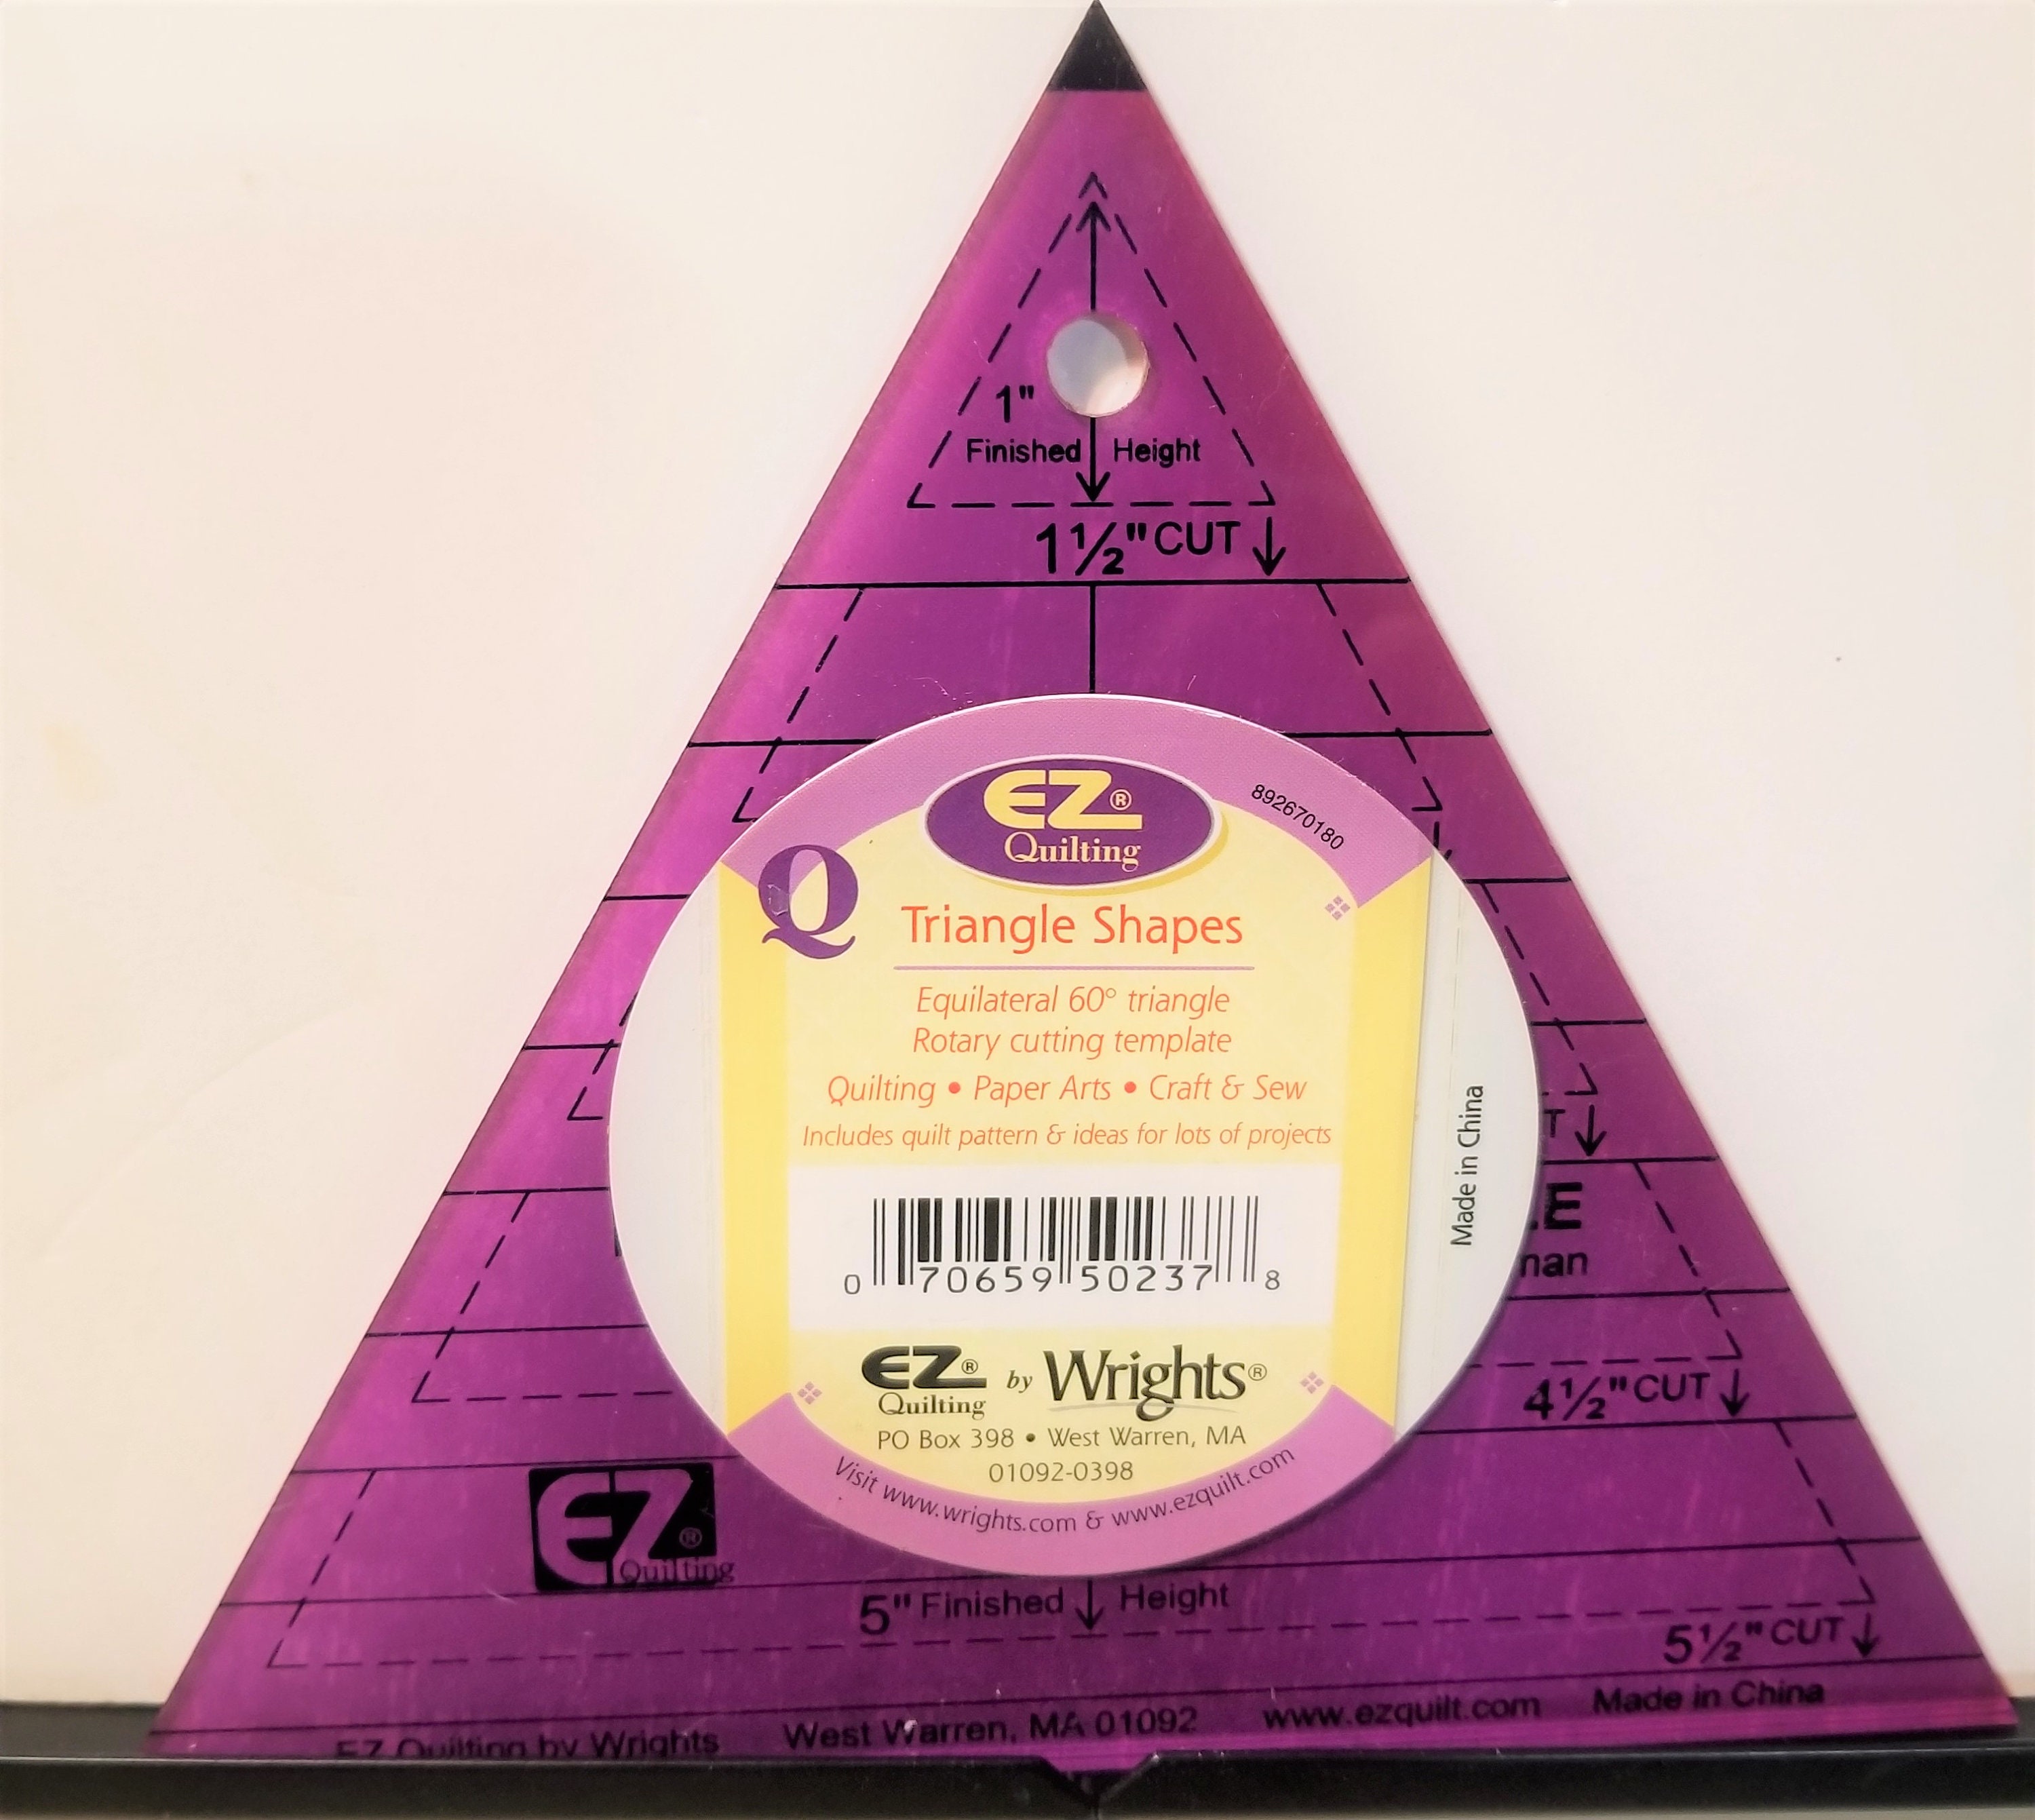 1"
Finished Height
1½" CUT
EZ®
Quilting
892670180
Q
Triangle Shapes
Equilateral 60° triangle
Rotary cutting template
Quilting • Paper Arts • Craft & Sew
Includes quilt pattern & ideas for lots of projects
Made in China
0 70659 50237 8
EZ® Quilting by Wrights®
PO Box 398 • West Warren, MA
01092-0398
Visit www.wrights.com & www.ezquilt.com
4½" CUT
EZ®
Quilting
5" Finished Height
5½" CUT
EZ Quilting by Wrights West Warren, MA 01092 www.ezquilt.com Made in China